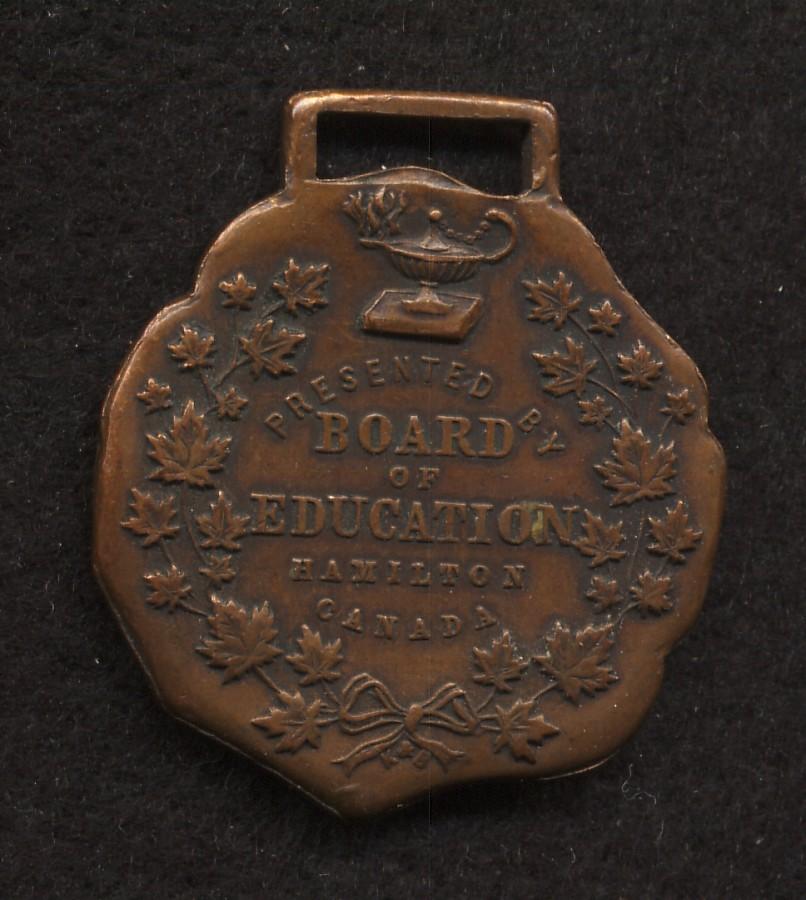 PRESENTED BY
BOARD
OF
EDUCATION
HAMILTON
CANADA